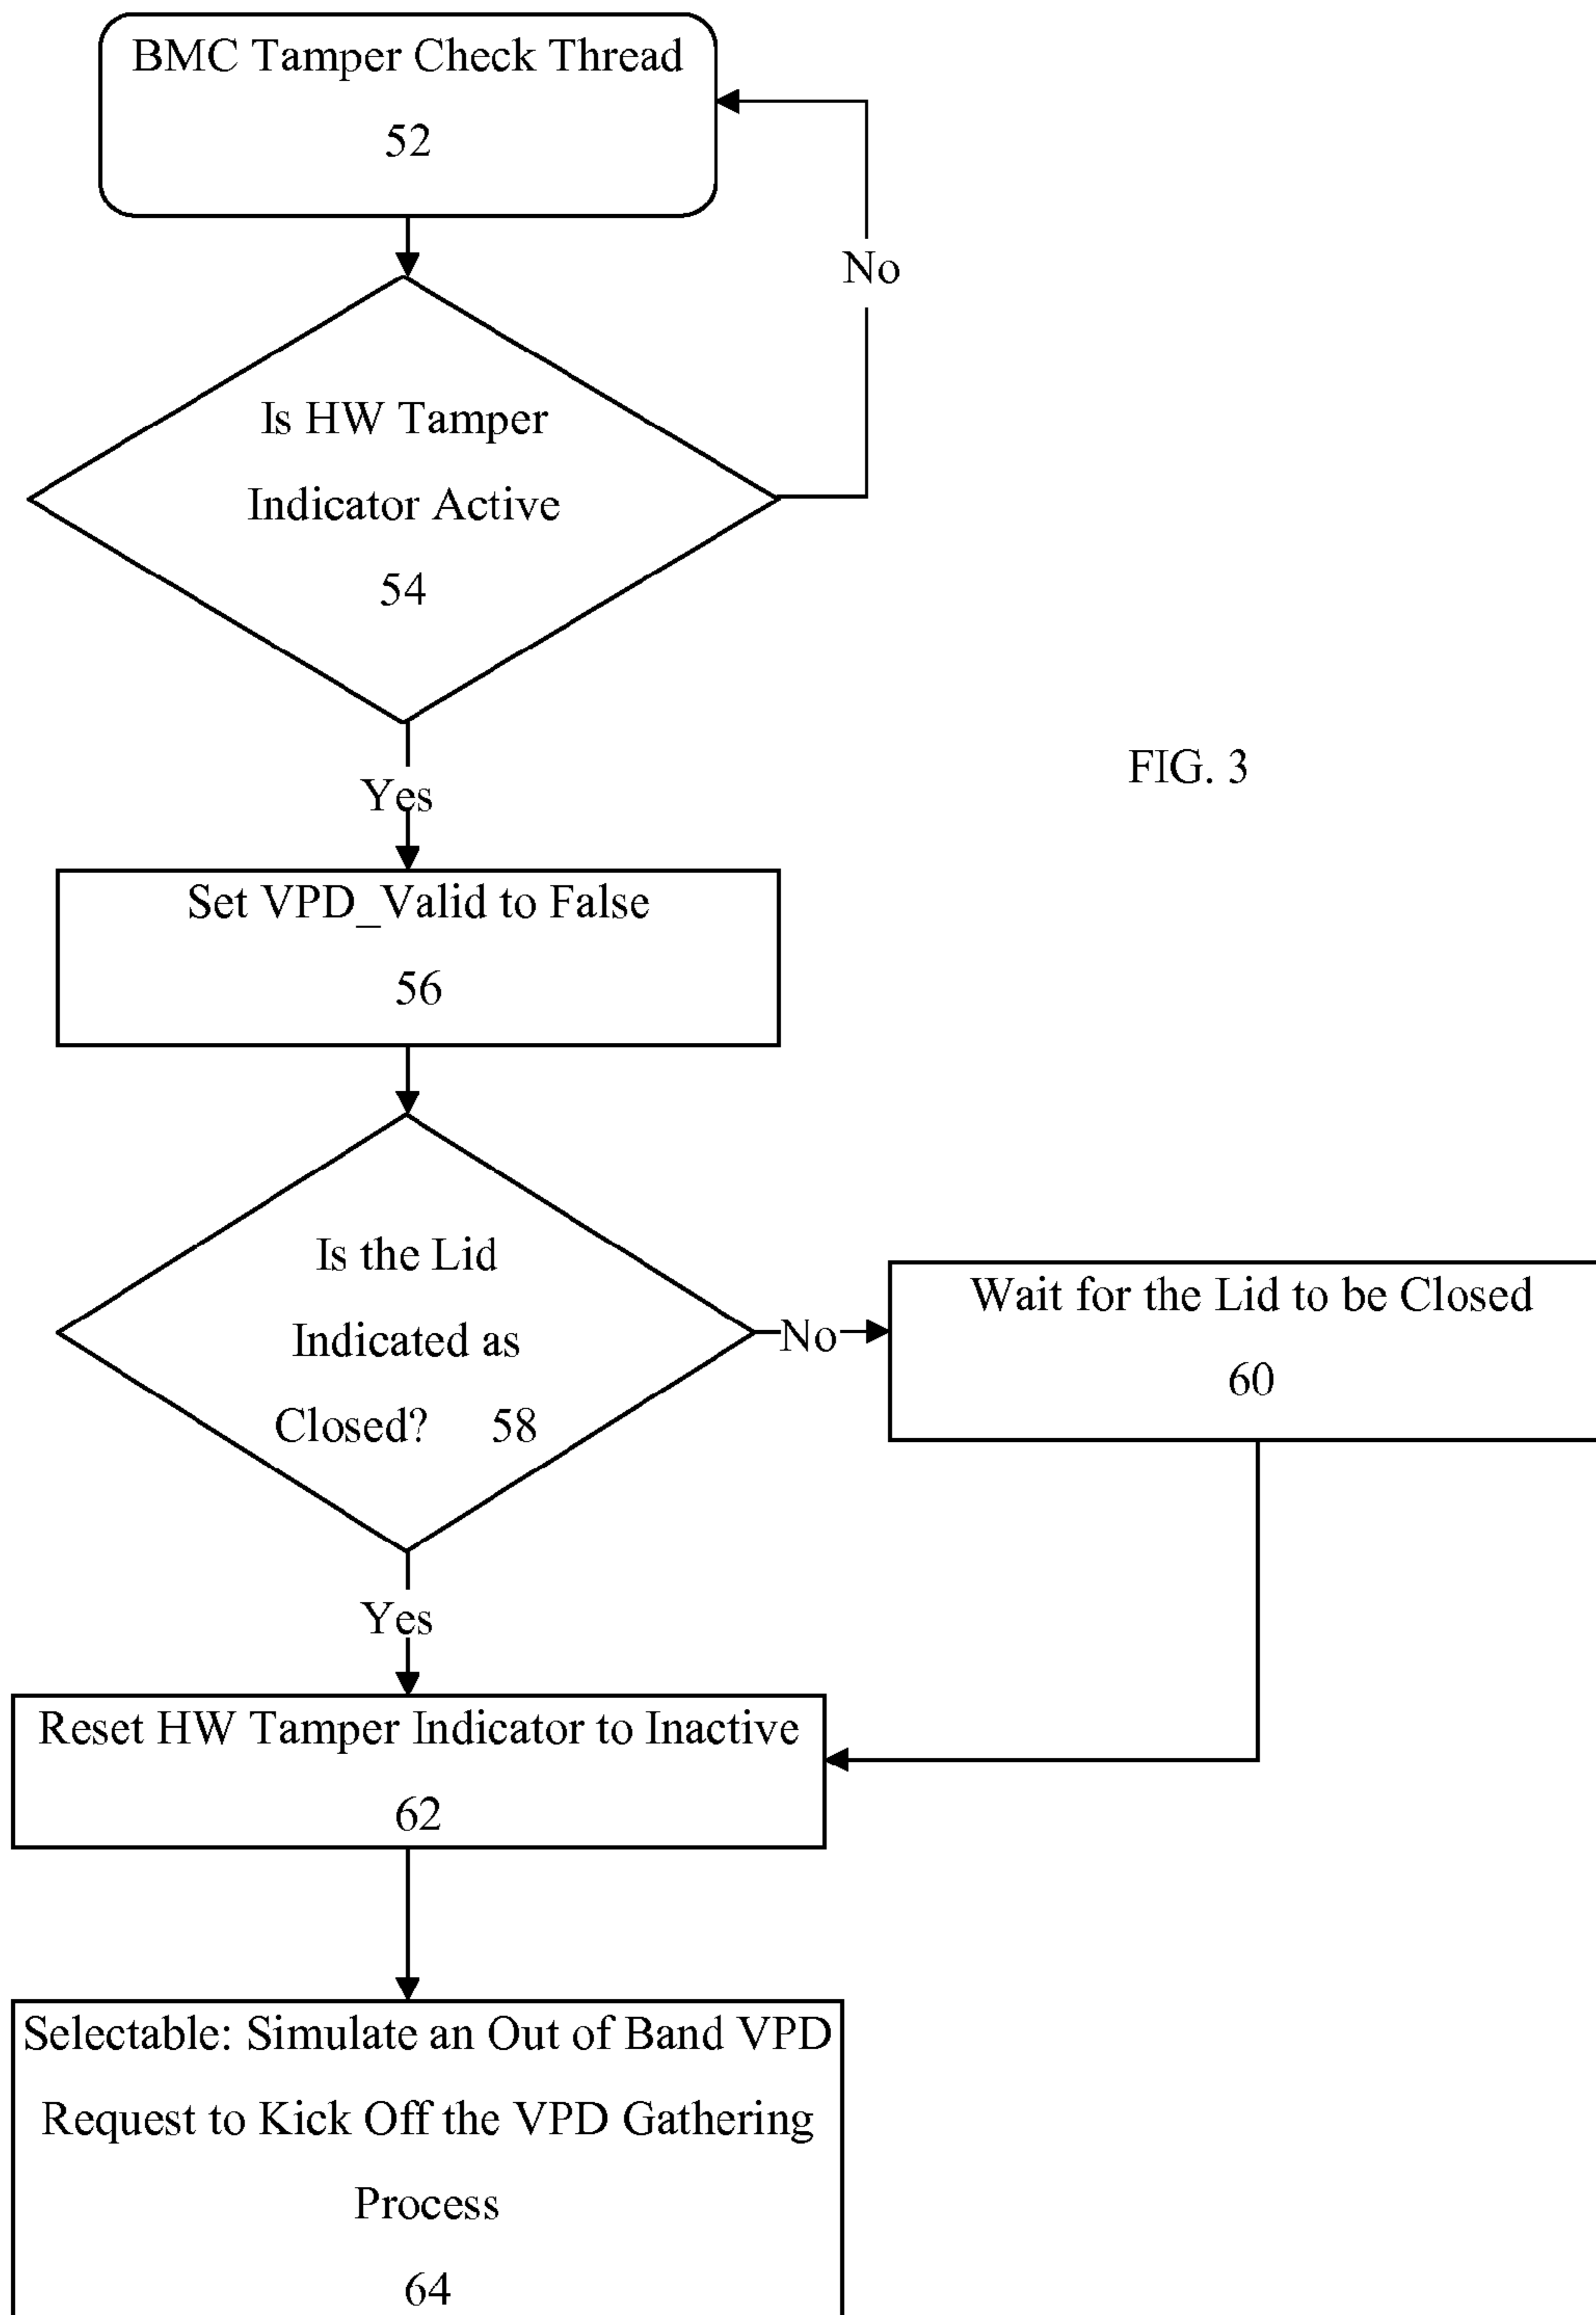 BMC Tamper Check Thread
52
No
Is HW Tamper
Indicator Active
54
FIG. 3
Yes
Set VPD_Valid to False
56
Is the Lid
Indicated as
Closed? 58
No
Wait for the Lid to be Closed
60
Yes
Reset HW Tamper Indicator to Inactive
62
Selectable: Simulate an Out of Band VPD
Request to Kick Off the VPD Gathering
Process
64